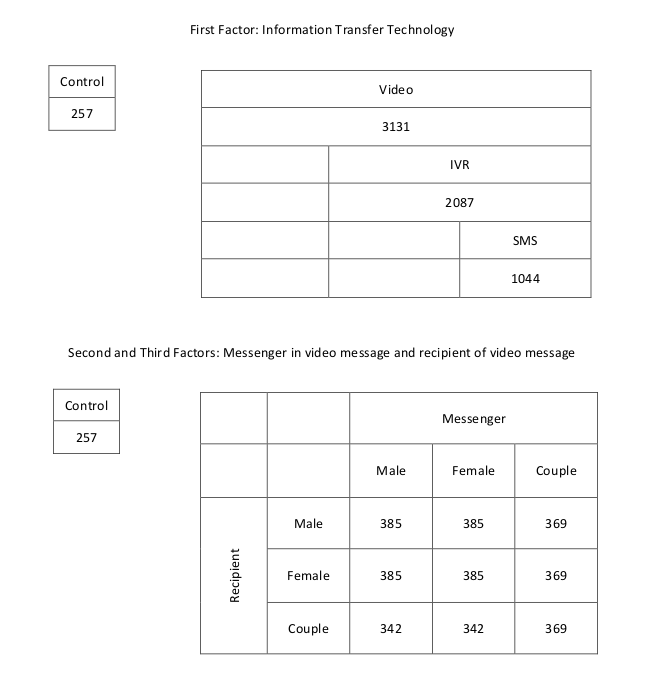 First Factor: Information Transfer Technology
Control
257
Video
3131
IVR
2087
SMS
1044
Second and Third Factors: Messenger in video message and recipient of video message
Control
257
Messenger
Male Female Couple
Recipient
Male 385 385 369
Female 385 385 369
Couple 342 342 369